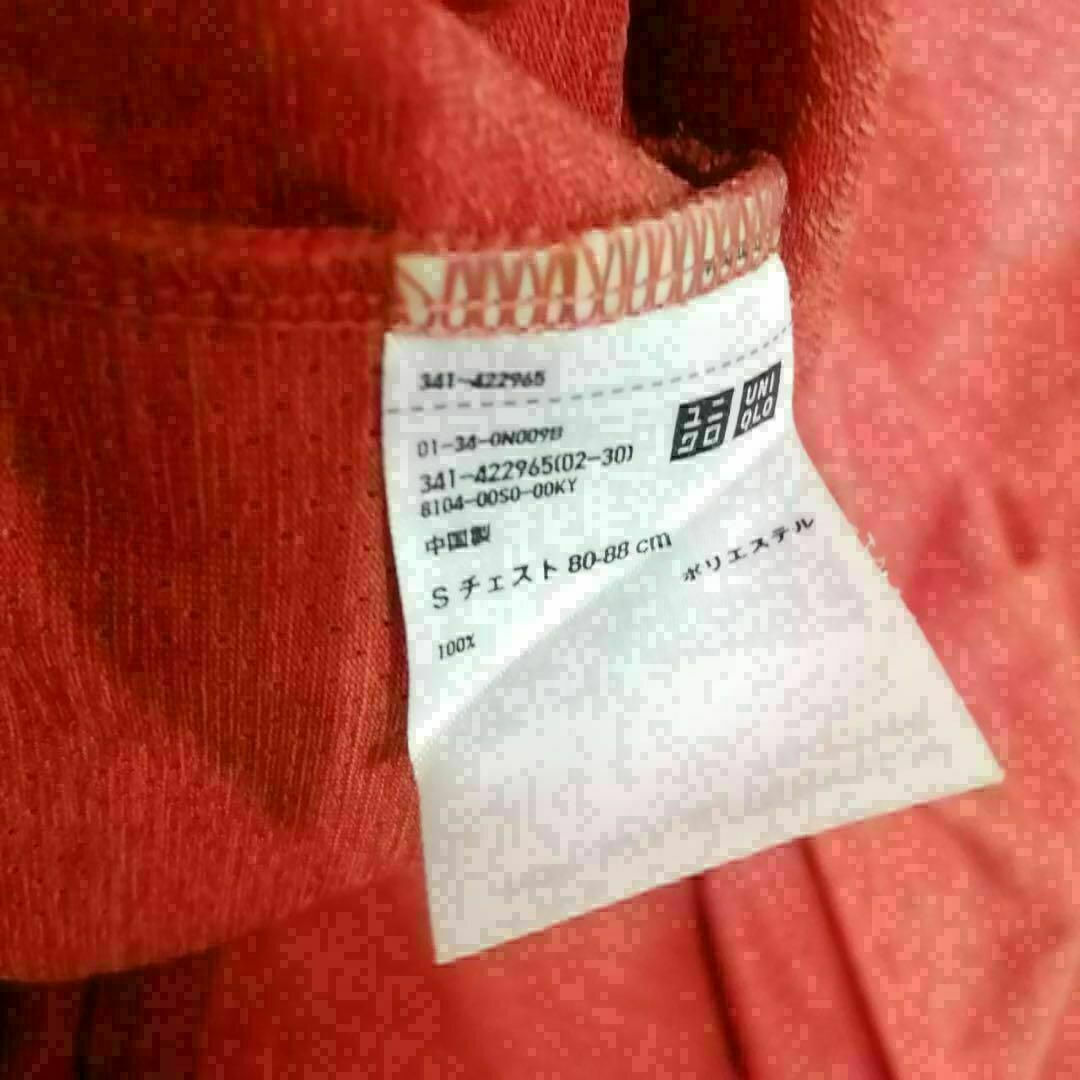 341-422965
ユニクロ
UNIQLO
01-34-0N009B
341-422965(02-30)
8104-00S0-00KY
中国製
S チェスト 80-88 cm
ポリエステル
100%